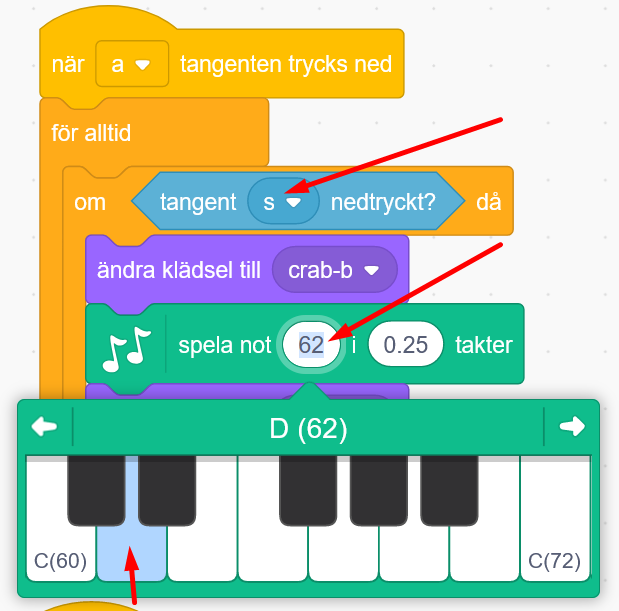 när a tangenten trycks ned
för alltid
om tangent s nedtryckt? då
ändra klädsel till crab-b
spela not 62 i 0.25 takter
D (62)
C(60) C(72)